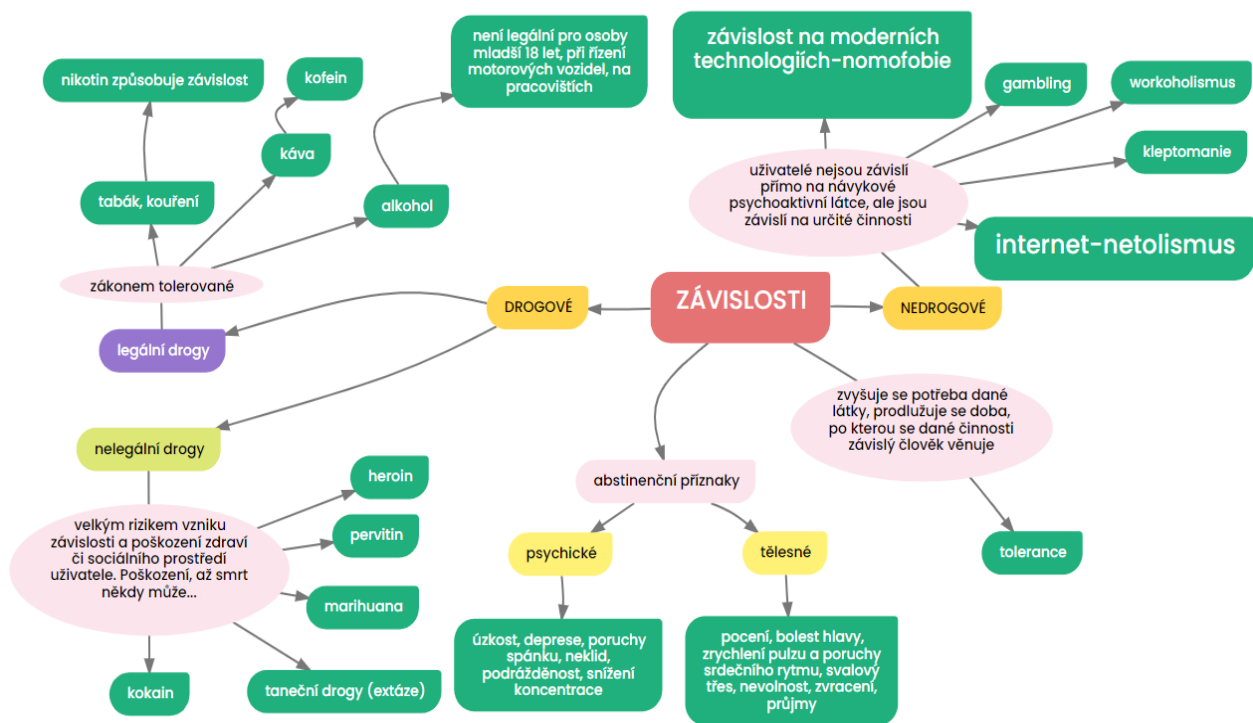 není legální pro osoby
mladší 18 let, při řízení
motorových vozidel, na
pracovištích
závislost na moderních
technologiích-nomofobie
nikotin způsobuje závislost
kofein
gambling
workoholismus
káva
kleptomanie
tabák, kouření
alkohol
uživatelé nejsou závislí
přímo na návykové
psychoaktivní látce, ale jsou
závislí na určité činnosti
internet-netolismus
zákonem tolerované
ZÁVISLOSTI
DROGOVÉ
NEDROGOVÉ
legální drogy
zvyšuje se potřeba dané
látky, prodlužuje se doba,
po kterou se dané činnosti
závislý člověk věnuje
nelegální drogy
heroin
abstinenční příznaky
velkým rizikem vzniku
závislosti a poškození zdraví
či sociálního prostředí
uživatele. Poškození, až smrt
někdy může...
pervitin
psychické
tělesné
tolerance
marihuana
úzkost, deprese, poruchy
spánku, neklid,
podrážděnost, snížení
koncentrace
pocení, bolest hlavy,
zrychlení pulzu a poruchy
srdečního rytmu, svalový
třes, nevolnost, zvracení,
průjmy
kokain
taneční drogy (extáze)